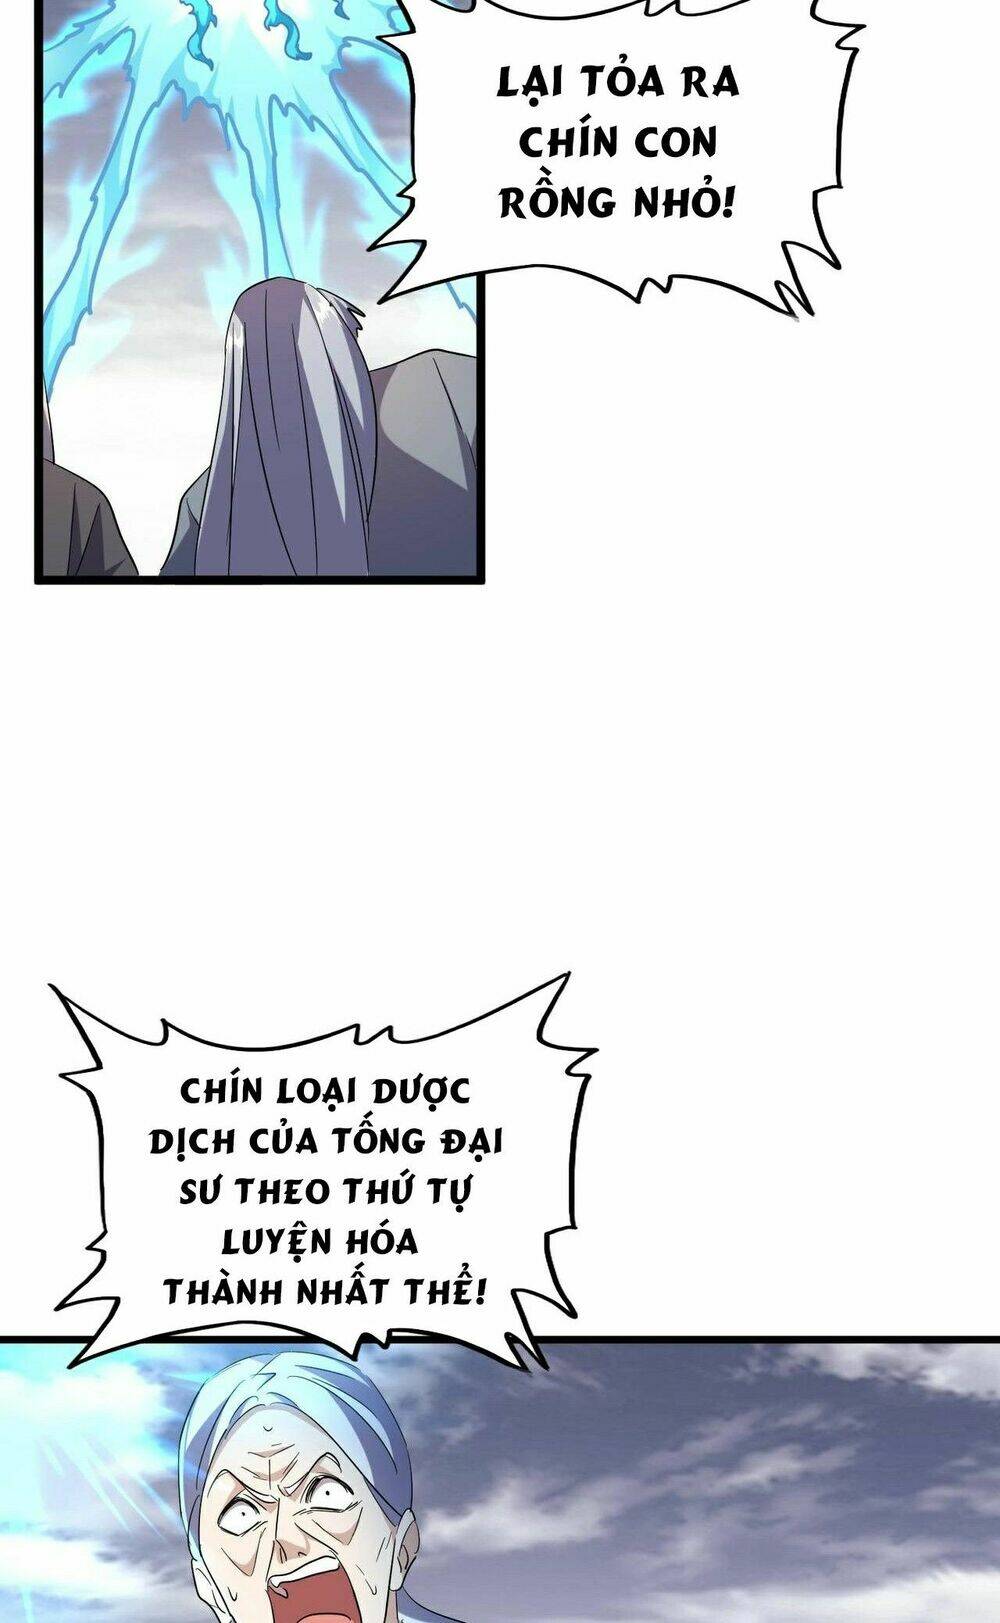 LẠI TỎA RA
CHÍN CON
RỒNG NHỎ!
CHÍN LOẠI DƯỢC
DỊCH CỦA TỐNG ĐẠI
SƯ THEO THỨ TỰ
LUYỆN HÓA
THÀNH NHẤT THỂ!